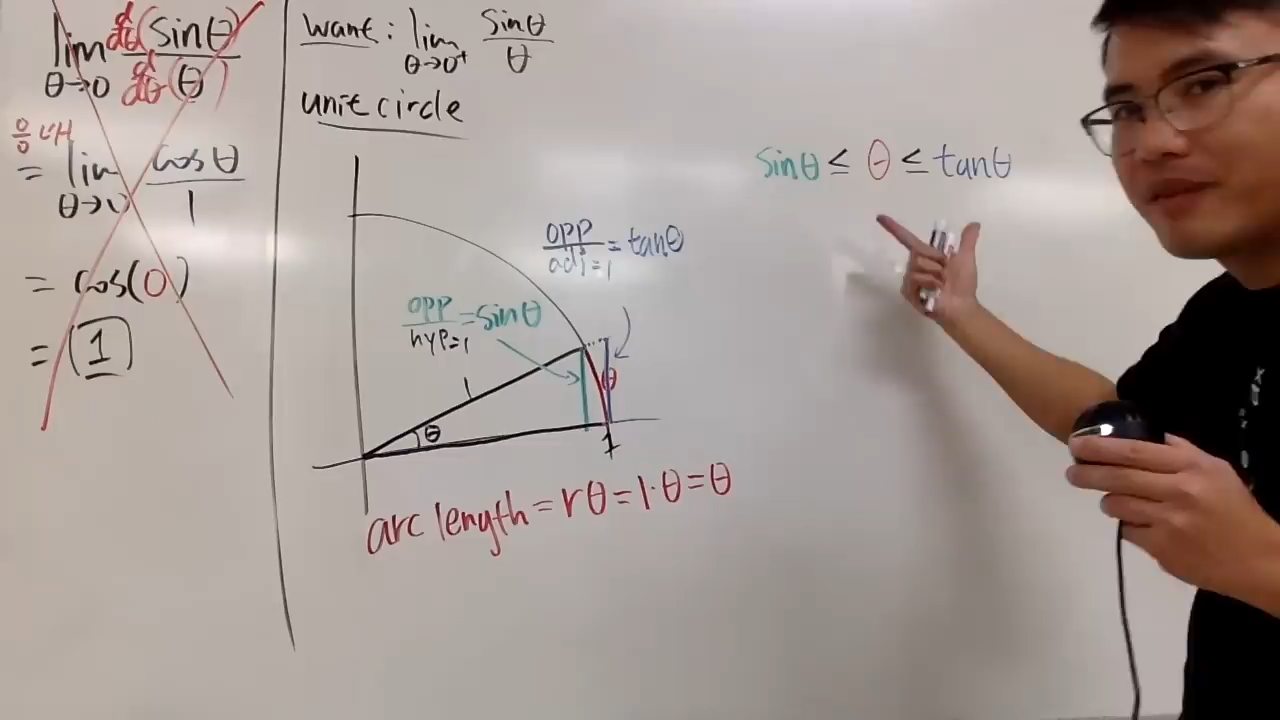 lim d/dθ(sinθ) / d/dθ(θ)
θ→0
0/0 L'H
= lim cosθ / 1
θ→0
= cos(0)
= 1
want: lim sinθ / θ
θ→0⁺
unit circle
opp / adj=1 = tanθ
opp / hyp=1 = sinθ
1
θ
θ
1
arc length = rθ = 1·θ = θ
sinθ ≤ θ ≤ tanθ